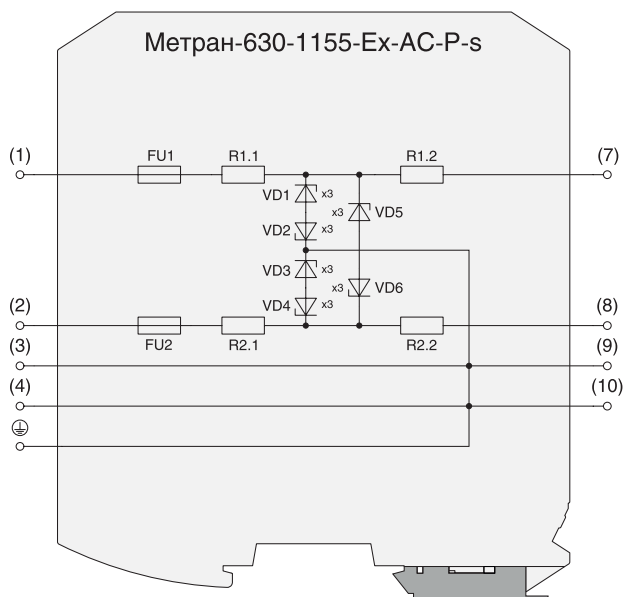 Метран-630-1155-Ex-AC-P-s
(1) FU1 R1.1 R1.2 (7)
VD1 x3
x3 VD5
VD2 x3
VD3 x3
x3 VD6
VD4 x3
(2) (8)
FU2 R2.1 R2.2
(3) (9)
(4) (10)